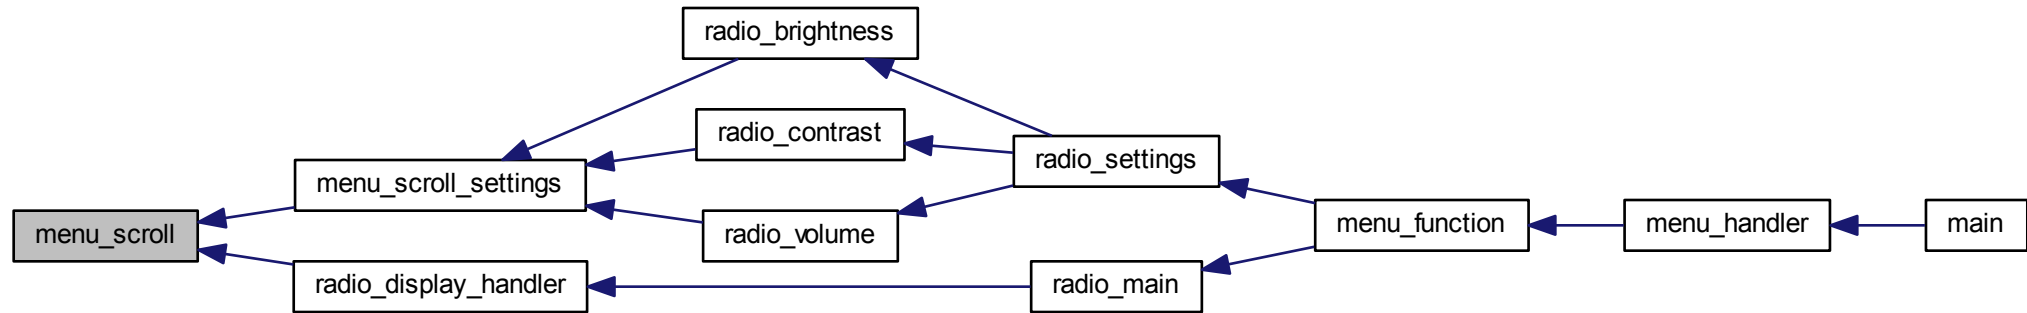 radio_brightness
radio_contrast
radio_settings
menu_scroll_settings
menu_scroll
radio_volume
menu_function
menu_handler
main
radio_display_handler
radio_main